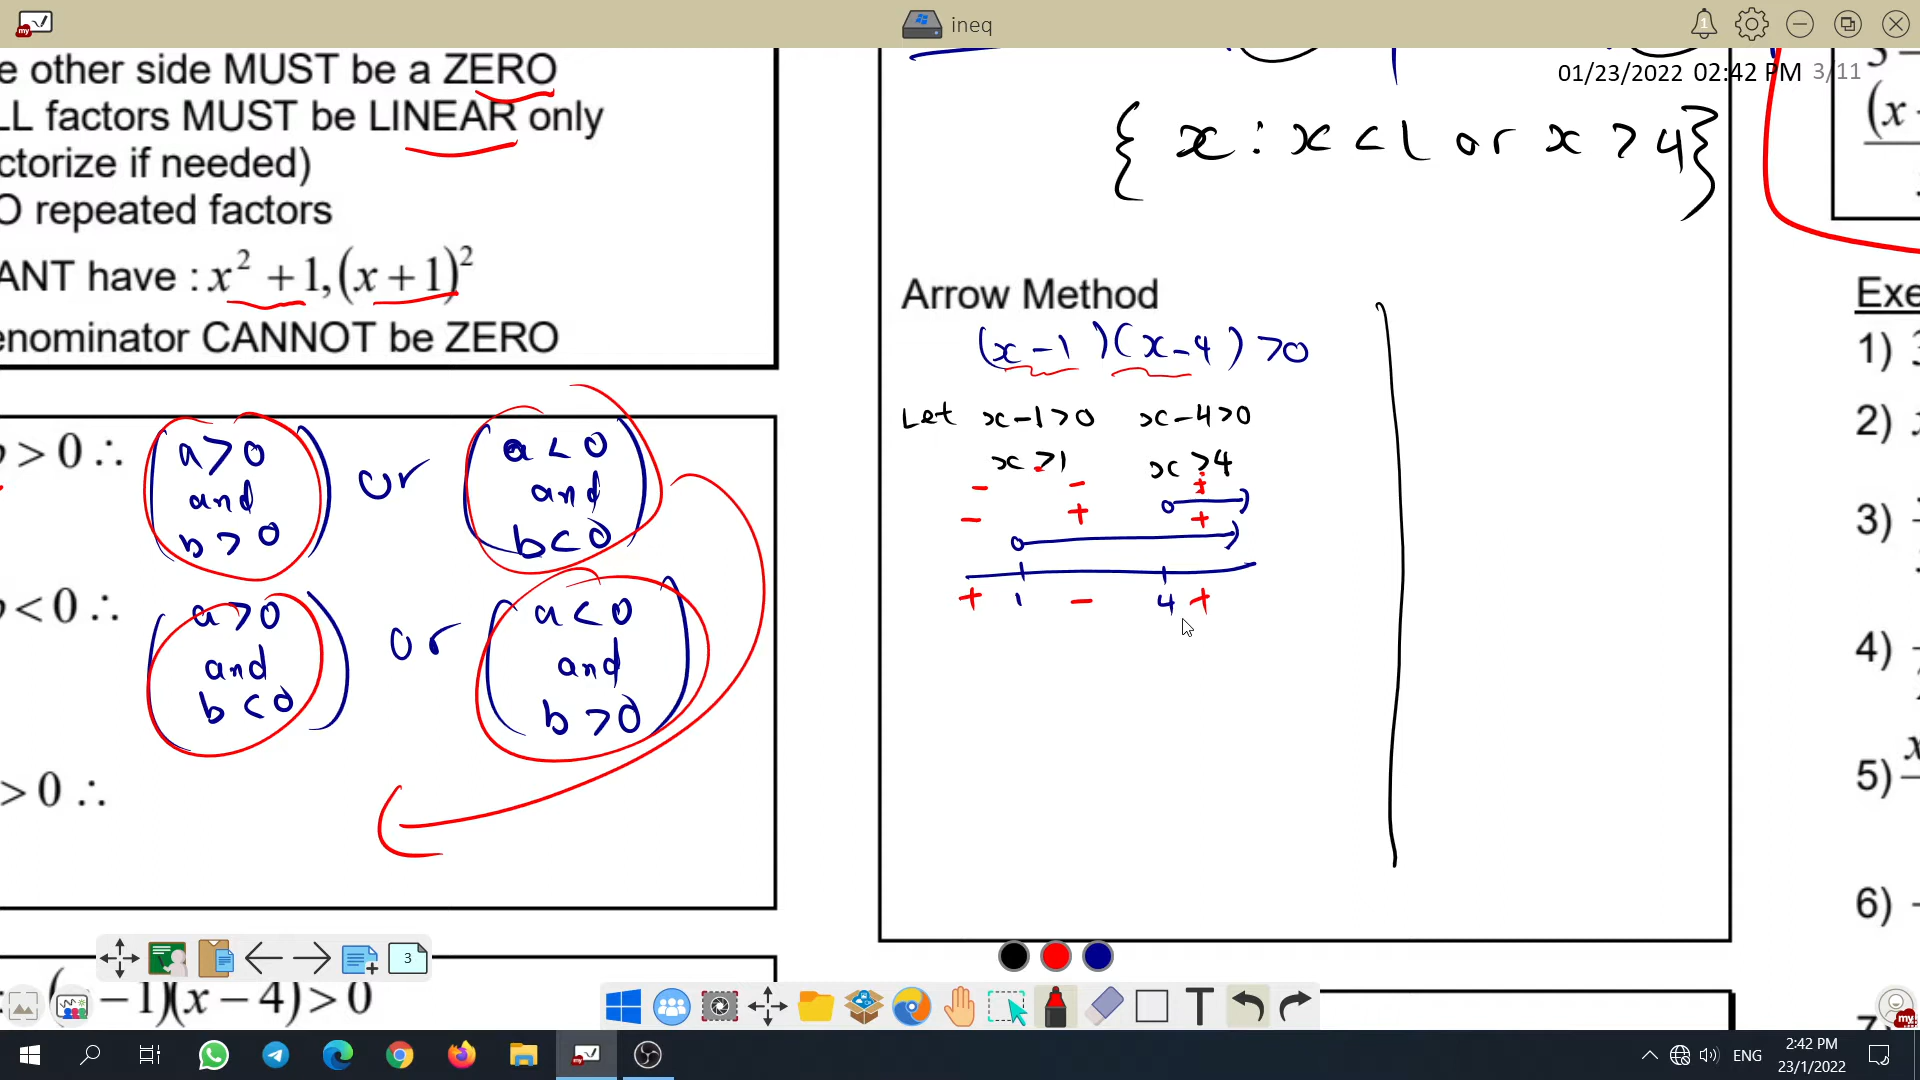 ineq
01/23/2022 02:42 PM 3/11
e other side MUST be a ZERO
LL factors MUST be LINEAR only
ctorize if needed)
O repeated factors
ANT have : x² + 1, (x + 1)²
enominator CANNOT be ZERO
> 0 ∴ (a > 0 and b > 0) or (a < 0 and b < 0)
< 0 ∴ (a > 0 and b < 0) or (a < 0 and b > 0)
> 0 ∴
-1)(x - 4) > 0
{ x : x < 1 or x > 4 }
Arrow Method
(x - 1)(x - 4) > 0
Let x - 1 > 0 x - 4 > 0
x > 1 x > 4
- - +
- + +
+ 1 - 4 +
(x
Exe
1)
2)
3)
4)
5)
6)
3
T
ENG
2:42 PM
23/1/2022